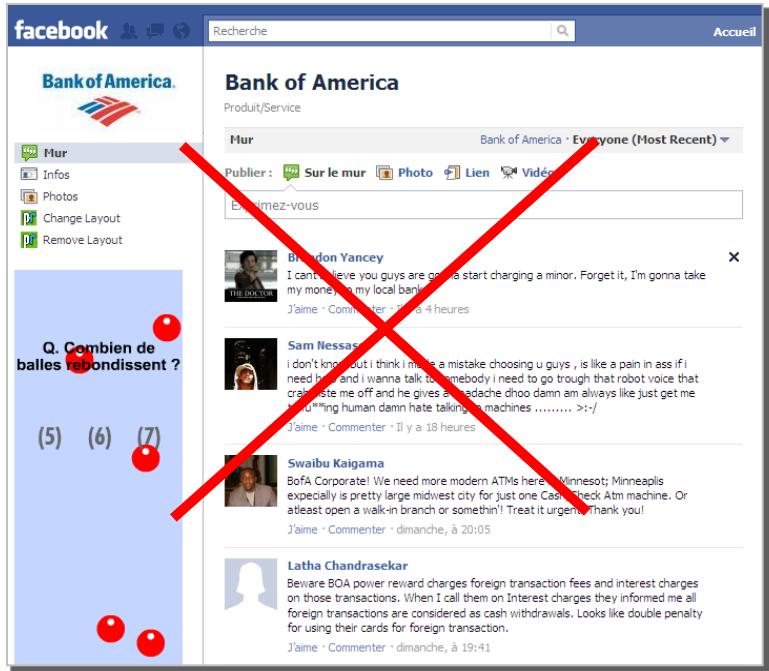 facebook
Recherche
Accueil
Bank of America.
Mur
Infos
Photos
Change Layout
Remove Layout
Q. Combien de
balles rebondissent ?
(5) (6) (7)
Bank of America
Produit/Service
Mur
Bank of America · Everyone (Most Recent)
Publier : Sur le mur Photo Lien Vidéo
Exprimez-vous
Brandon Yancey
I cant believe you guys are gonna start charging a minor. Forget it, I'm gonna take
my money to my local bank
J'aime · Commenter · Il y a 4 heures
THE DOCTOR
Sam Nessas
i don't know but i think i made a mistake choosing u guys , is like a pain in ass if i
need help and i wanna talk to somebody i need to go trough that robot voice that
me off and he gives a headache dhoo damn am always like just get me
human damn hate talking to machines ......... >:-/
J'aime · Commenter · Il y a 18 heures
Swaibu Kaigama
BofA Corporate! We need more modern ATMs here Minnesot; Minneaplis
expecially is pretty large midwest city for just one Cash Check Atm machine. Or
atleast open a walk-in branch or somethin'! Treat it urgent Thank you!
J'aime · Commenter · dimanche, à 20:05
Latha Chandrasekar
Beware BOA power reward charges foreign transaction fees and interest charges
on those transactions. When I call them on Interest charges they informed me all
foreign transactions are considered as cash withdrawals. Looks like double penalty
for using their cards for foreign transaction.
J'aime · Commenter · dimanche, à 19:41